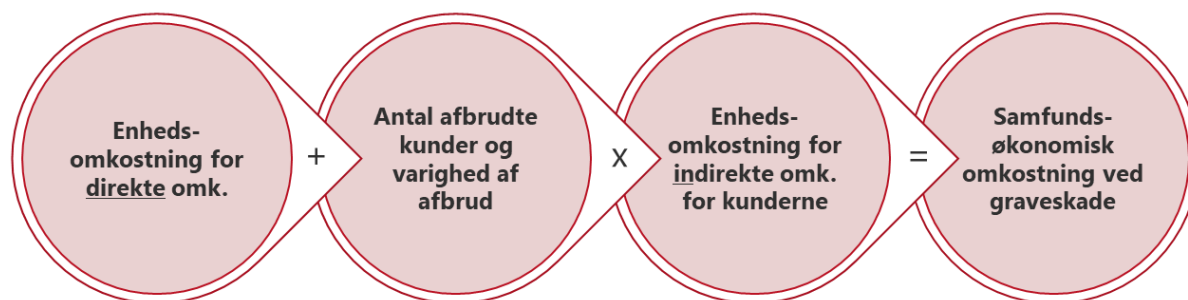 Enheds-
omkostning for
direkte omk.
+
Antal afbrudte
kunder og
varighed af
afbrud
x
Enheds-
omkostning for
indirekte omk.
for kunderne
=
Samfunds-
økonomisk
omkostning ved
graveskade